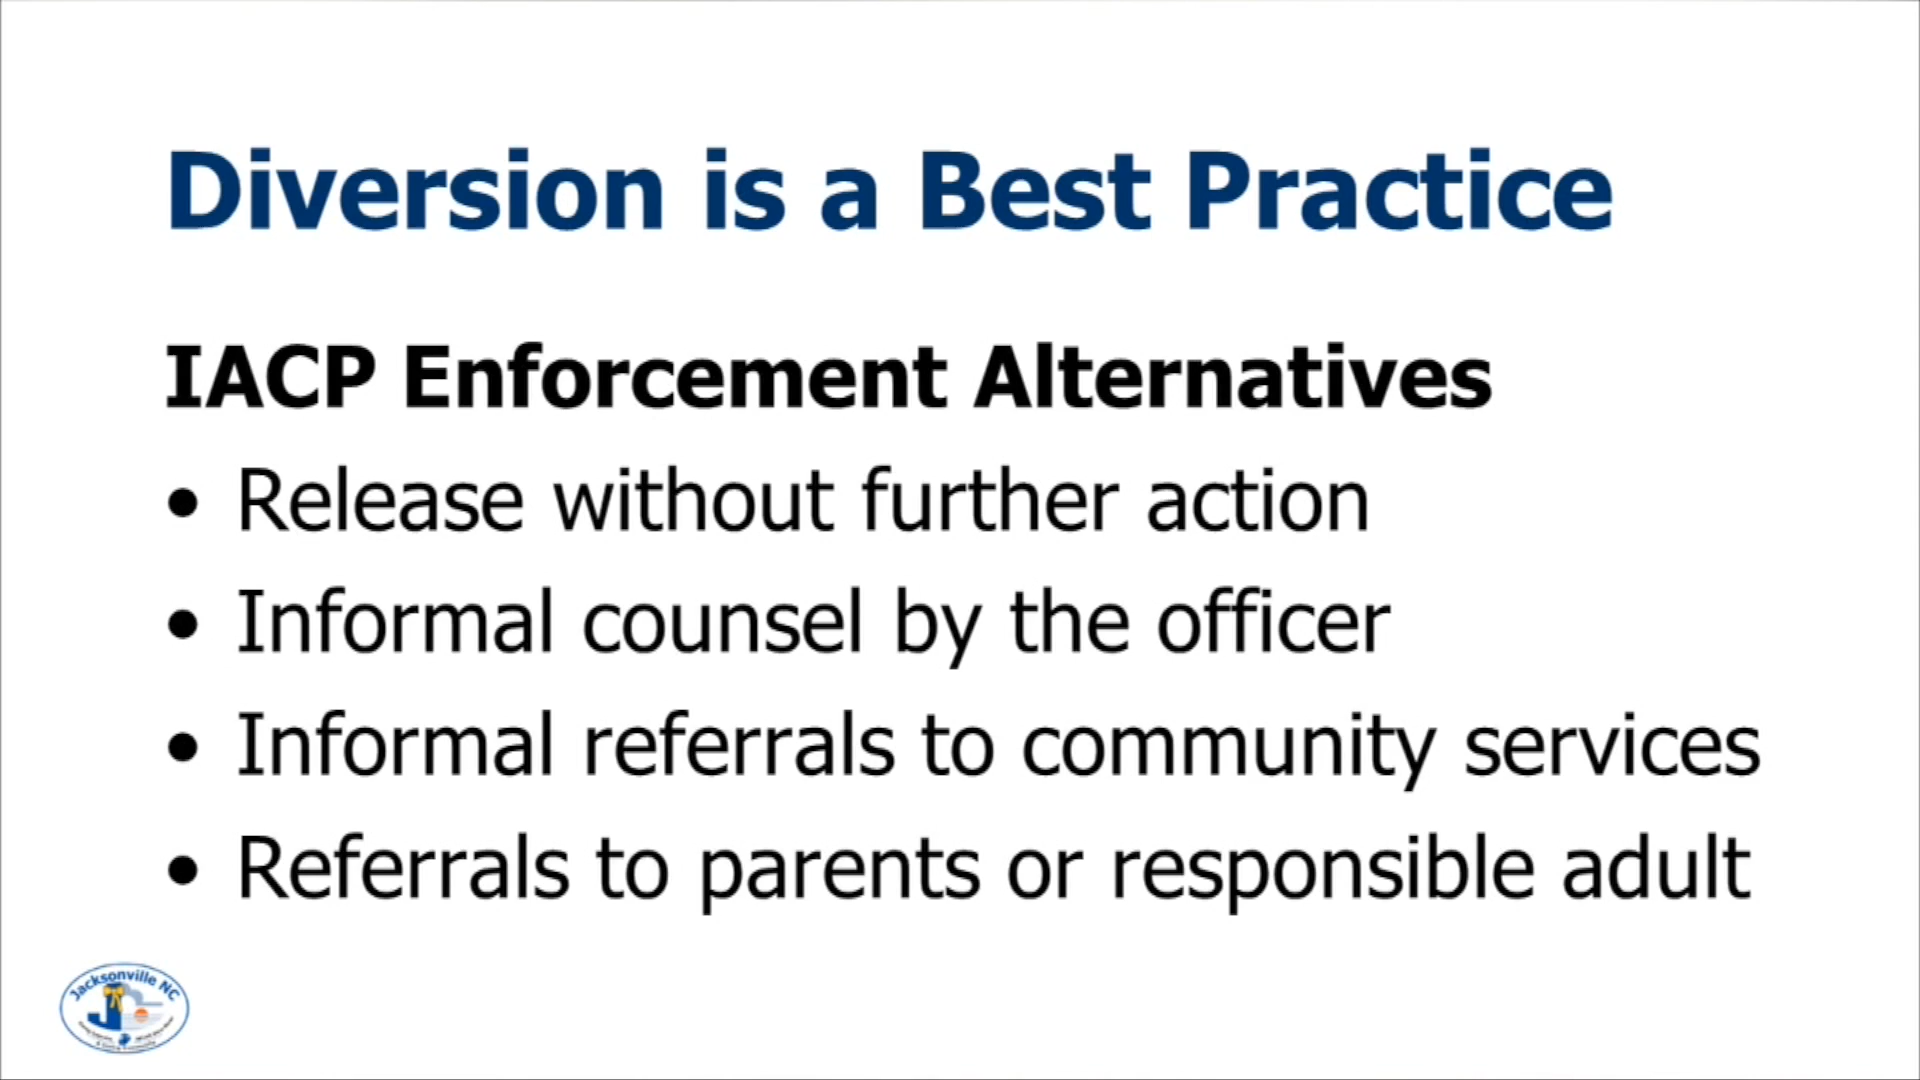 Diversion is a Best Practice
IACP Enforcement Alternatives
• Release without further action
• Informal counsel by the officer
• Informal referrals to community services
• Referrals to parents or responsible adult
Jacksonville NC